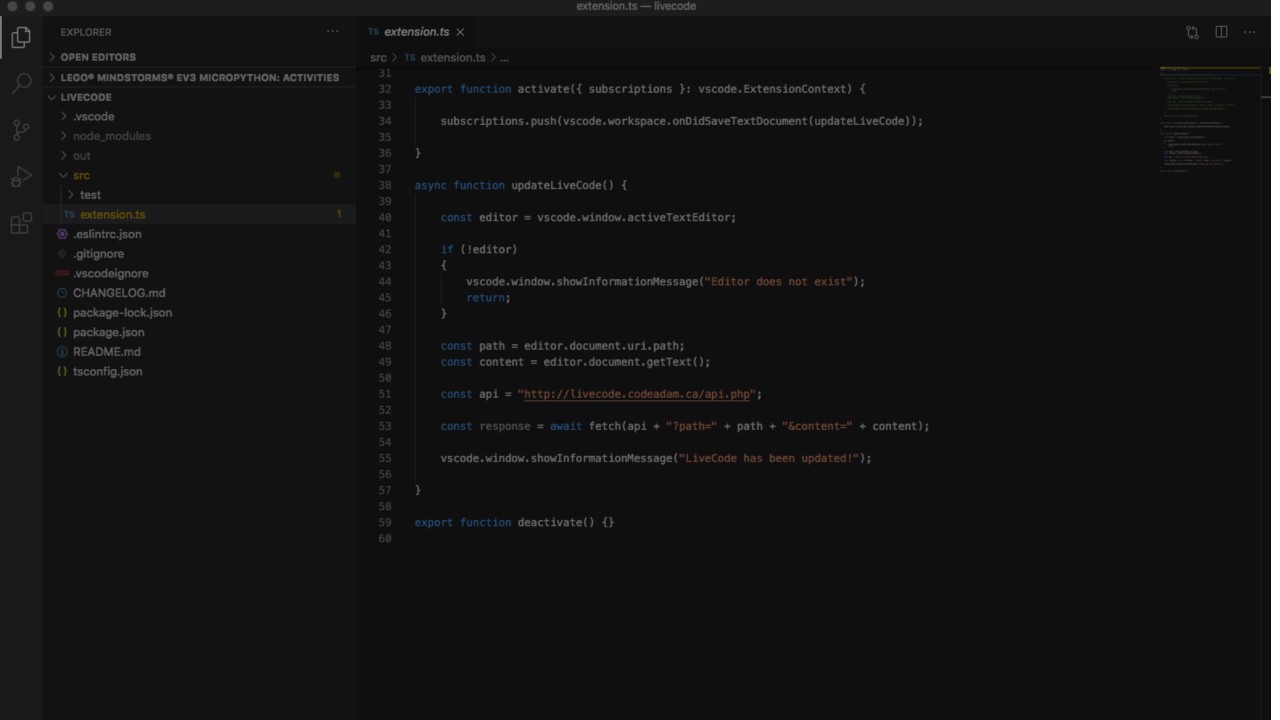 extension.ts — livecode
EXPLORER
OPEN EDITORS
LEGO® MINDSTORMS® EV3 MICROPYTHON: ACTIVITIES
LIVECODE
.vscode
node_modules
out
src
test
TS extension.ts 1
.eslintrc.json
.gitignore
.vscodeignore
CHANGELOG.md
package-lock.json
package.json
README.md
tsconfig.json
TS extension.ts
src > TS extension.ts > ...
31
32 export function activate({ subscriptions }: vscode.ExtensionContext) {
33
34 subscriptions.push(vscode.workspace.onDidSaveTextDocument(updateLiveCode));
35
36 }
37
38 async function updateLiveCode() {
39
40 const editor = vscode.window.activeTextEditor;
41
42 if (!editor)
43 {
44 vscode.window.showInformationMessage("Editor does not exist");
45 return;
46 }
47
48 const path = editor.document.uri.path;
49 const content = editor.document.getText();
50
51 const api = "http://livecode.codeadam.ca/api.php";
52
53 const response = await fetch(api + "?path=" + path + "&content=" + content);
54
55 vscode.window.showInformationMessage("LiveCode has been updated!");
56
57 }
58
59 export function deactivate() {}
60